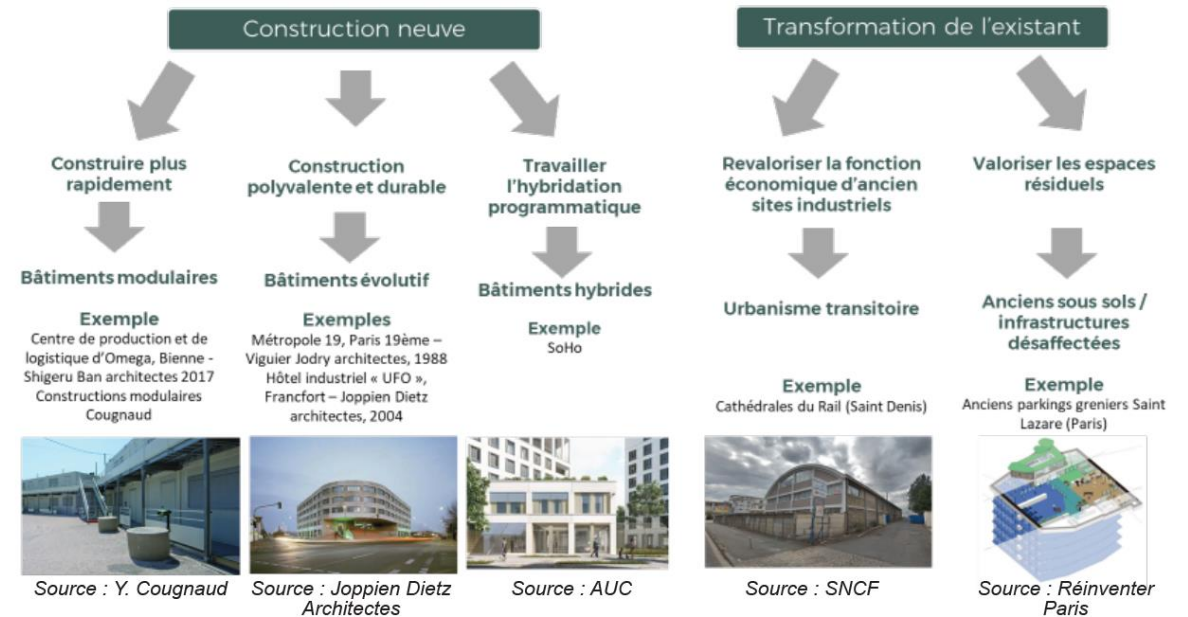 Construction neuve
Transformation de l'existant
Construire plus
rapidement
Bâtiments modulaires
Exemple
Centre de production et de
logistique d'Omega, Bienne -
Shigeru Ban architectes 2017
Constructions modulaires
Cougnaud
Source : Y. Cougnaud
Construction
polyvalente et durable
Bâtiments évolutif
Exemples
Métropole 19, Paris 19ème –
Viguier Jodry architectes, 1988
Hôtel industriel « UFO »,
Francfort – Joppien Dietz
architectes, 2004
Source : Joppien Dietz
Architectes
Travailler
l'hybridation
programmatique
Bâtiments hybrides
Exemple
SoHo
Source : AUC
Revaloriser la fonction
économique d'ancien
sites industriels
Urbanisme transitoire
Exemple
Cathédrales du Rail (Saint Denis)
Source : SNCF
Valoriser les espaces
résiduels
Anciens sous sols /
infrastructures
désaffectées
Exemple
Anciens parkings greniers Saint
Lazare (Paris)
Source : Réinventer
Paris